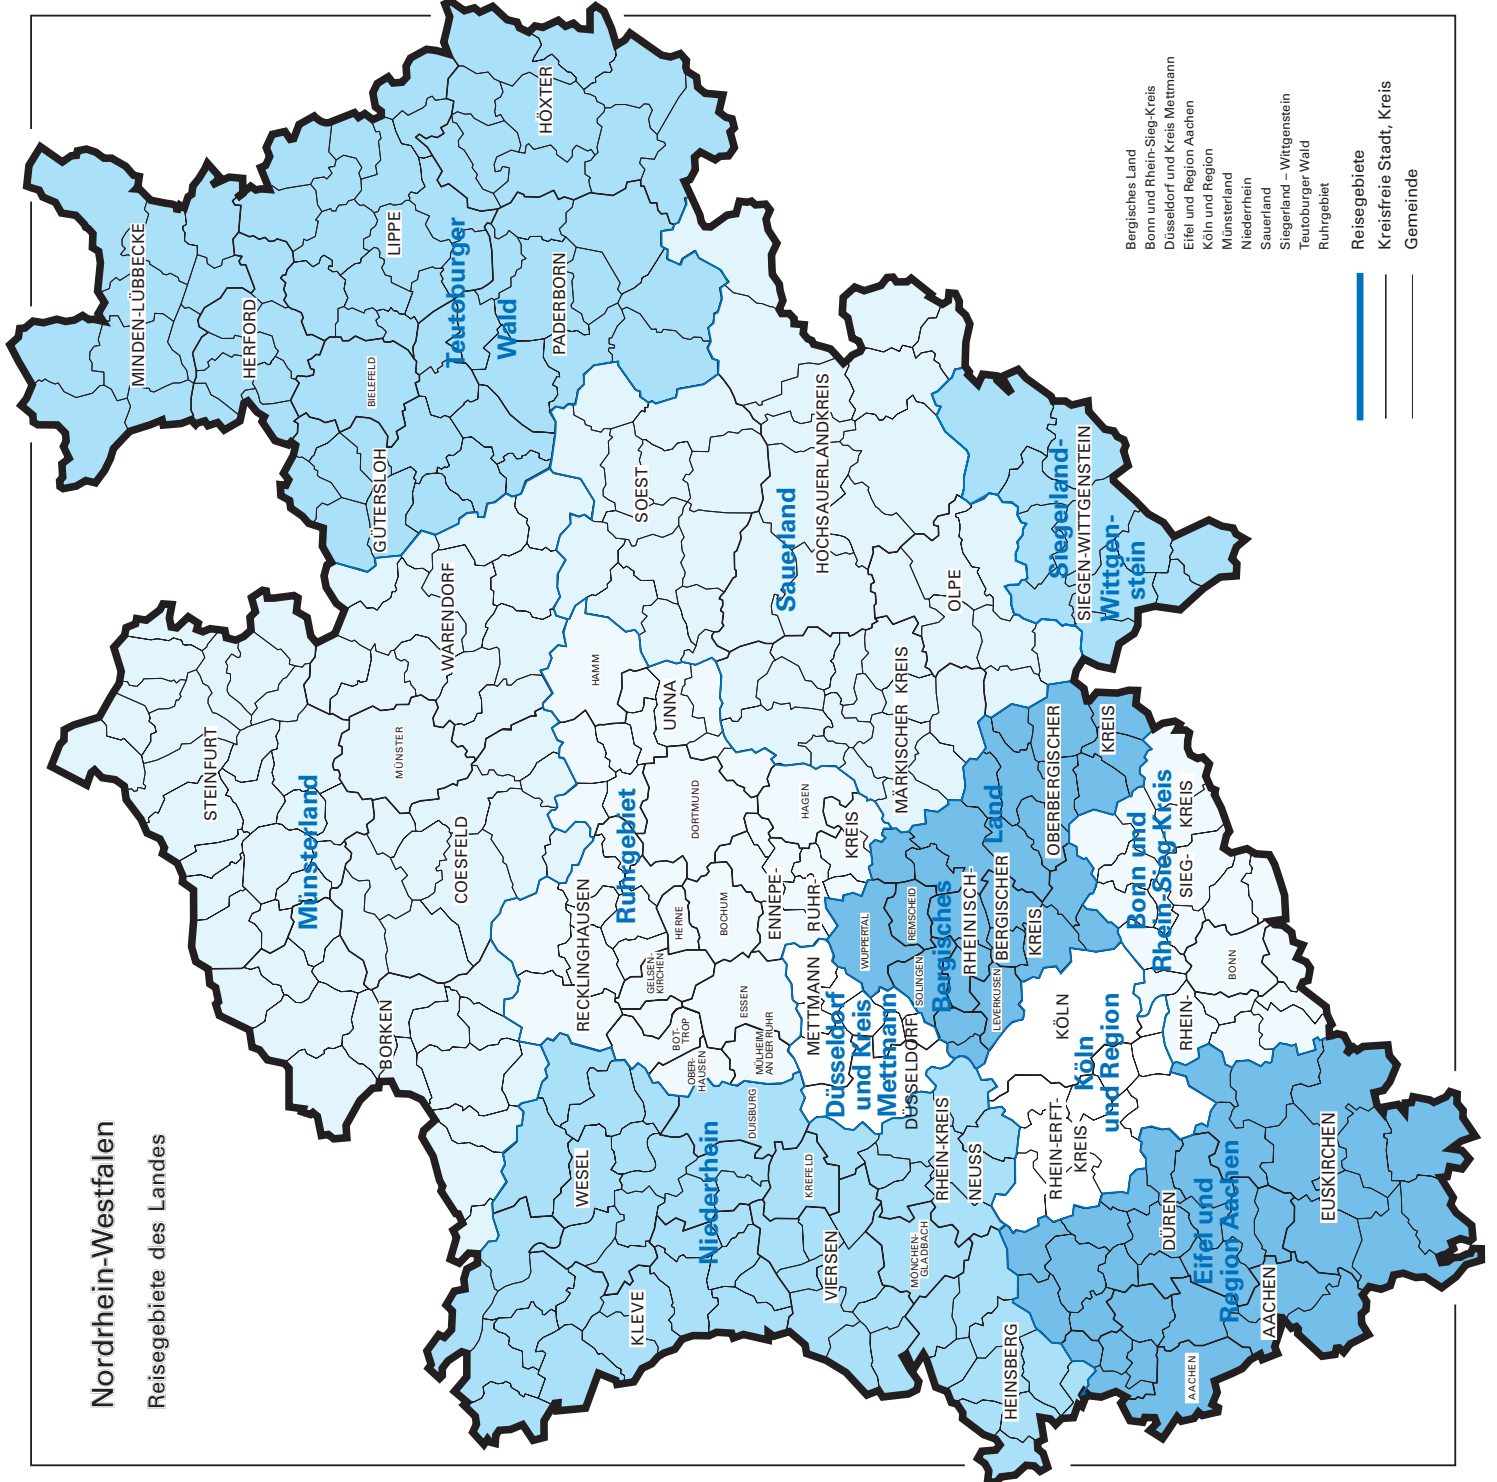 Nordrhein-Westfalen
Reisegebiete des Landes
STEINFURT
Münsterland
BORKEN
MÜNSTER
COESFELD
WARENDORF
MINDEN-LÜBBECKE
HERFORD
BIELEFELD
GÜTERSLOH
LIPPE
Teutoburger
Wald
PADERBORN
HÖXTER
KLEVE
WESEL
Niederrhein
DUISBURG
KREFELD
VIERSEN
MÖNCHEN-
GLADBACH
RHEIN-KREIS
NEUSS
HEINSBERG
RECKLINGHAUSEN
Ruhrgebiet
BOT-
TROP
OBER-
HAUSEN
GELSEN-
KIRCHEN
HERNE
BOCHUM
ESSEN
MÜLHEIM/
AN DER RUHR
DORTMUND
HAMM
UNNA
HAGEN
ENNEPE-
RUHR-
KREIS
SOEST
Sauerland
HOCHSAUERLANDKREIS
MÄRKISCHER KREIS
OLPE
Siegerland-
SIEGEN-WITTGENSTEIN
Wittgen-
stein
METTMANN
Düsseldorf
und Kreis
Mettmann
DÜSSELDORF
WUPPERTAL
REMSCHEID
SOLINGEN
Bergisches
Land
RHEINISCH-
BERGISCHER
KREIS
LEVERKUSEN
OBERBERGISCHER
KREIS
KÖLN
Köln
und Region
RHEIN-ERFT-
KREIS
Bonn und
Rhein-Sieg-Kreis
RHEIN-
SIEG-
KREIS
BONN
DÜREN
Eifel und
Region Aachen
AACHEN
AACHEN
EUSKIRCHEN
Bergisches Land
Bonn und Rhein-Sieg-Kreis
Düsseldorf und Kreis Mettmann
Eifel und Region Aachen
Köln und Region
Münsterland
Niederrhein
Sauerland
Siegerland – Wittgenstein
Teutoburger Wald
Ruhrgebiet
Reisegebiete
Kreisfreie Stadt, Kreis
Gemeinde